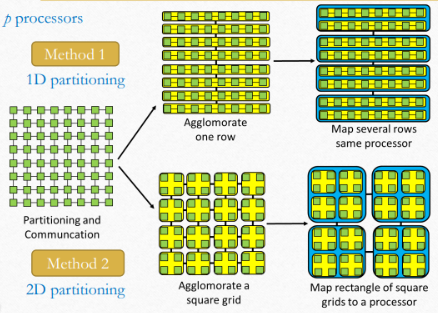 p processors
Method 1
1D partitioning
Agglomorate
one row
Map several rows
same processor
Partitioning and
Communcation
Method 2
2D partitioning
Agglomorate a
square grid
Map rectangle of square
grids to a processor